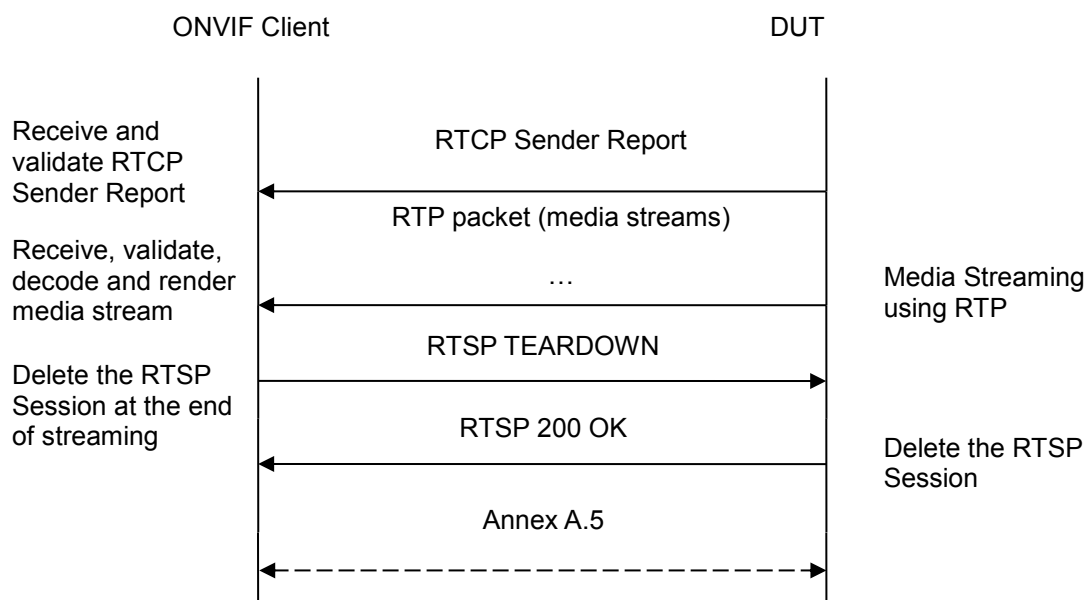 ONVIF Client
DUT
Receive and
validate RTCP
Sender Report
RTCP Sender Report
RTP packet (media streams)
Receive, validate,
decode and render
media stream
…
Media Streaming
using RTP
RTSP TEARDOWN
Delete the RTSP
Session at the end
of streaming
RTSP 200 OK
Delete the RTSP
Session
Annex A.5